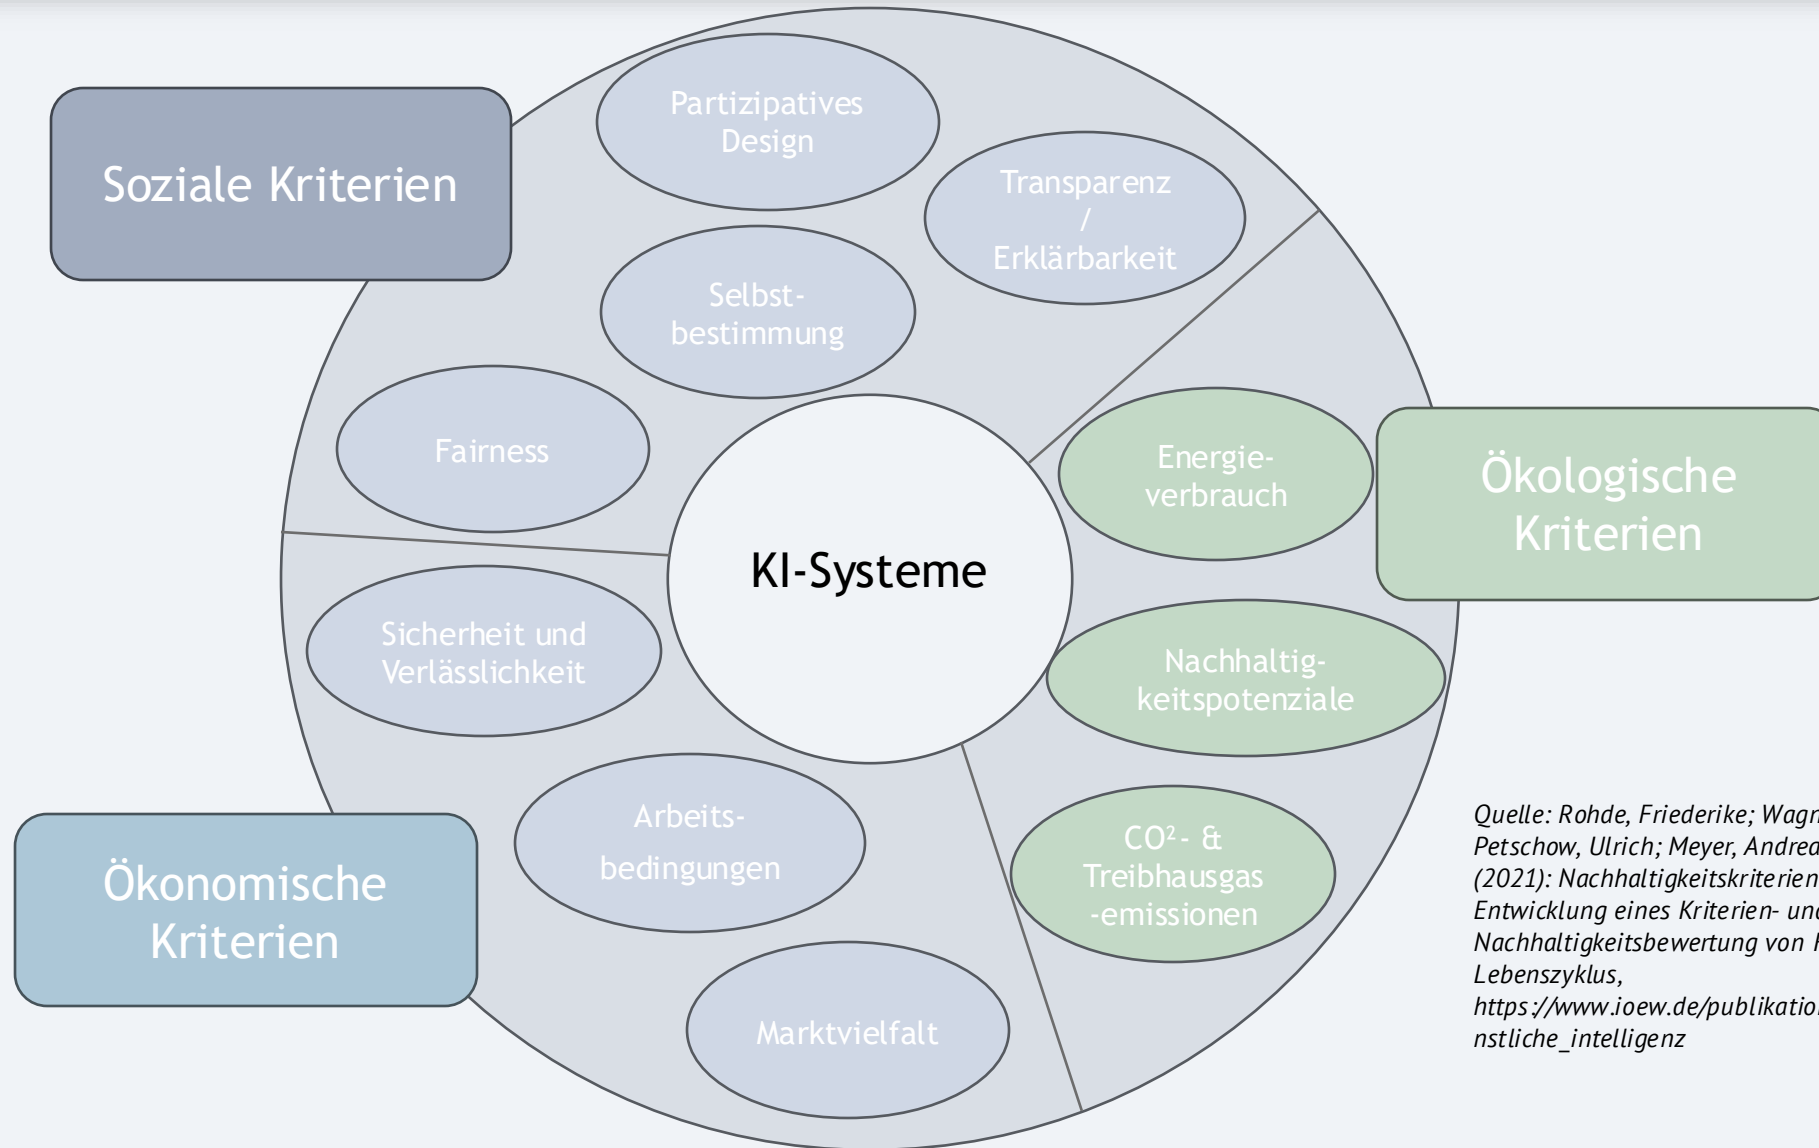 Soziale Kriterien
Partizipatives
Design
Transparenz
/
Erklärbarkeit
Selbst-
bestimmung
Fairness
Energie-
verbrauch
Ökologische
Kriterien
KI-Systeme
Sicherheit und
Verlässlichkeit
Nachhaltig-
keitspotenziale
Arbeits-
bedingungen
CO²- &
Treibhausgas
-emissionen
Ökonomische
Kriterien
Marktvielfalt
Quelle: Rohde, Friederike;
Petschow, Ulrich; Meyer,
(2021): Nachhaltigkeitskriterien
Entwicklung eines Kriterien-
Nachhaltigkeitsbewertung von
Lebenszyklus,
https://www.ioew.de/publikation
nstliche_intelligenz